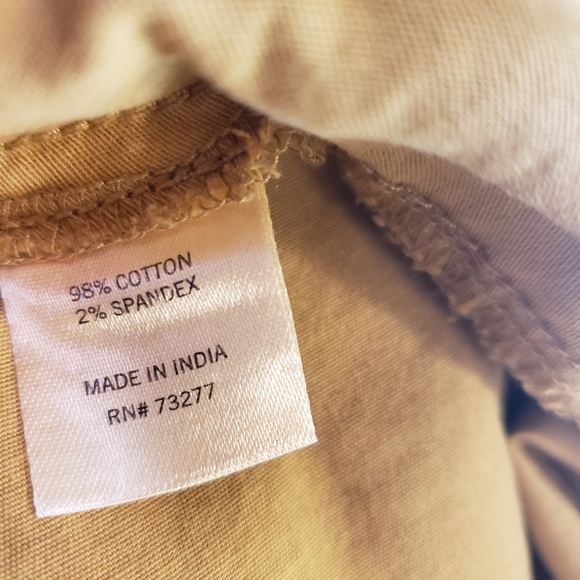 98% COTTON
2% SPANDEX
MADE IN INDIA
RN# 73277